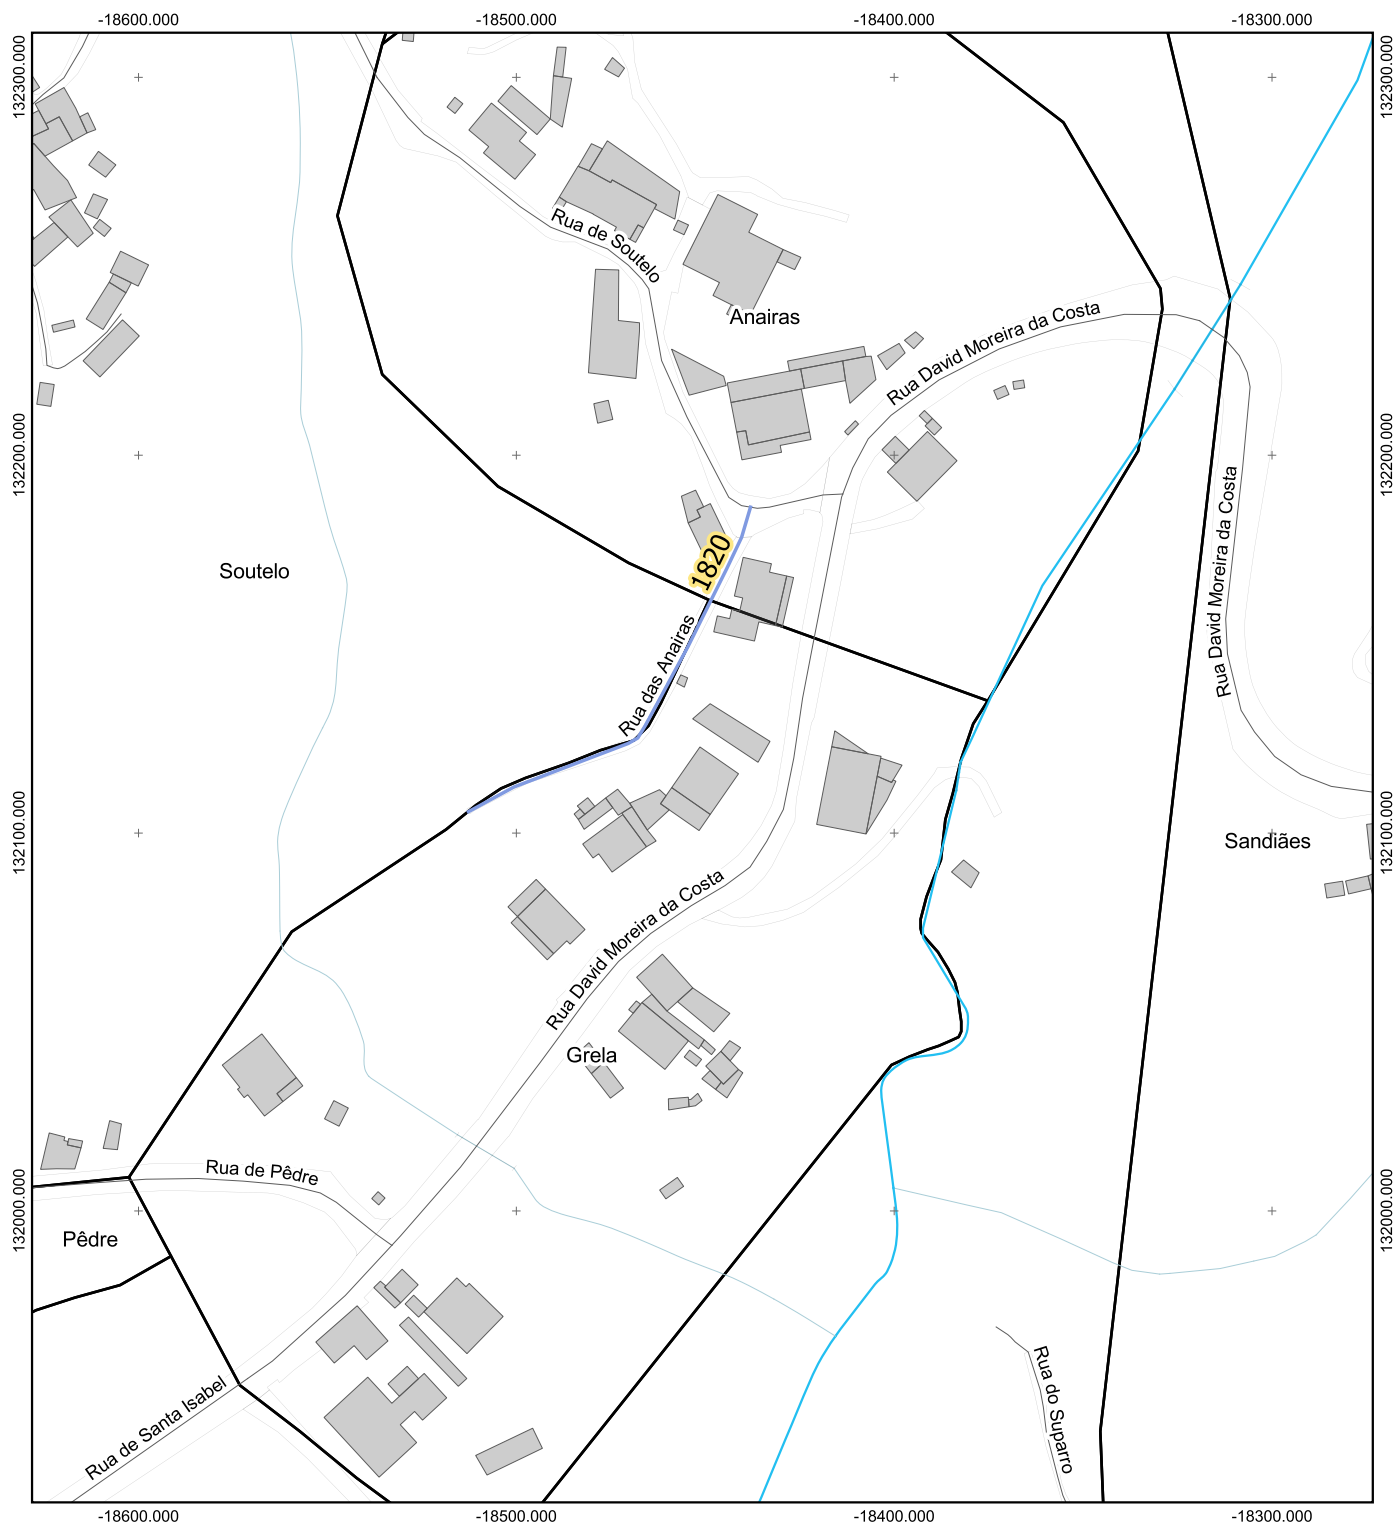 -18600.000
-18500.000
-18400.000
-18300.000
132300.000
132300.000
Rua de Soutelo
Anairas
Rua David Moreira da Costa
132200.000
132200.000
Rua David Moreira da Costa
1820
Soutelo
Rua das Anairas
132100.000
132100.000
Sandiães
Rua David Moreira da Costa
Grela
Rua de Pêdre
132000.000
132000.000
Pêdre
Rua de Santa Isabel
Rua do Suparro
-18600.000
-18500.000
-18400.000
-18300.000